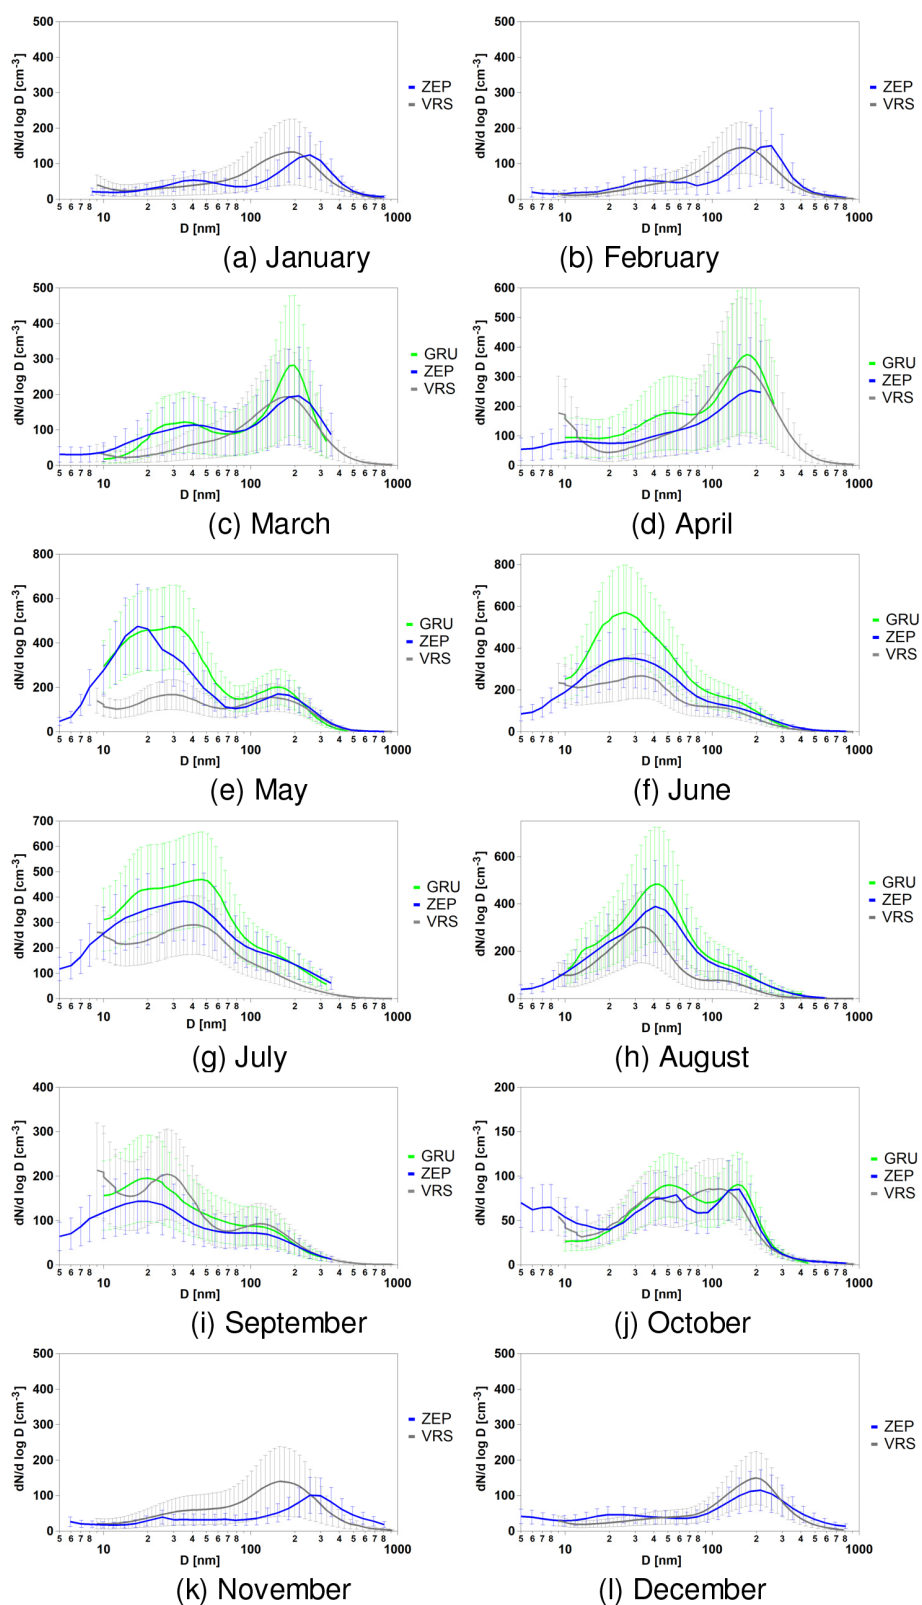 500
400
300
200
100
0
dN/d log D [cm-3]
5 6 7 8 10 2 3 4 5 6 7 8 100 2 3 4 5 6 7 8 1000
D [nm]
ZEP
VRS
(a) January
500
400
300
200
100
0
dN/d log D [cm-3]
5 6 7 8 10 2 3 4 5 6 7 8 100 2 3 4 5 6 7 8 1000
D [nm]
ZEP
VRS
(b) February
500
400
300
200
100
0
dN/d log D [cm-3]
5 6 7 8 10 2 3 4 5 6 7 8 100 2 3 4 5 6 7 8 1000
D [nm]
GRU
ZEP
VRS
(c) March
600
500
400
300
200
100
0
dN/d log D [cm-3]
5 6 7 8 10 2 3 4 5 6 7 8 100 2 3 4 5 6 7 8 1000
D [nm]
GRU
ZEP
VRS
(d) April
800
600
400
200
0
dN/d log D [cm-3]
5 6 7 8 10 2 3 4 5 6 7 8 100 2 3 4 5 6 7 8 1000
D [nm]
GRU
ZEP
VRS
(e) May
800
600
400
200
0
dN/d log D [cm-3]
5 6 7 8 10 2 3 4 5 6 7 8 100 2 3 4 5 6 7 8 1000
D [nm]
GRU
ZEP
VRS
(f) June
700
600
500
400
300
200
100
0
dN/d log D [cm-3]
5 6 7 8 10 2 3 4 5 6 7 8 100 2 3 4 5 6 7 8 1000
D [nm]
GRU
ZEP
VRS
(g) July
600
400
200
0
dN/d log D [cm-3]
5 6 7 8 10 2 3 4 5 6 7 8 100 2 3 4 5 6 7 8 1000
D [nm]
GRU
ZEP
VRS
(h) August
400
300
200
100
0
dN/d log D [cm-3]
5 6 7 8 10 2 3 4 5 6 7 8 100 2 3 4 5 6 7 8 1000
D [nm]
GRU
ZEP
VRS
(i) September
200
150
100
50
0
dN/d log D [cm-3]
5 6 7 8 10 2 3 4 5 6 7 8 100 2 3 4 5 6 7 8 1000
D [nm]
GRU
ZEP
VRS
(j) October
500
400
300
200
100
0
dN/d log D [cm-3]
5 6 7 8 10 2 3 4 5 6 7 8 100 2 3 4 5 6 7 8 1000
D [nm]
ZEP
VRS
(k) November
500
400
300
200
100
0
dN/d log D [cm-3]
5 6 7 8 10 2 3 4 5 6 7 8 100 2 3 4 5 6 7 8 1000
D [nm]
ZEP
VRS
(l) December